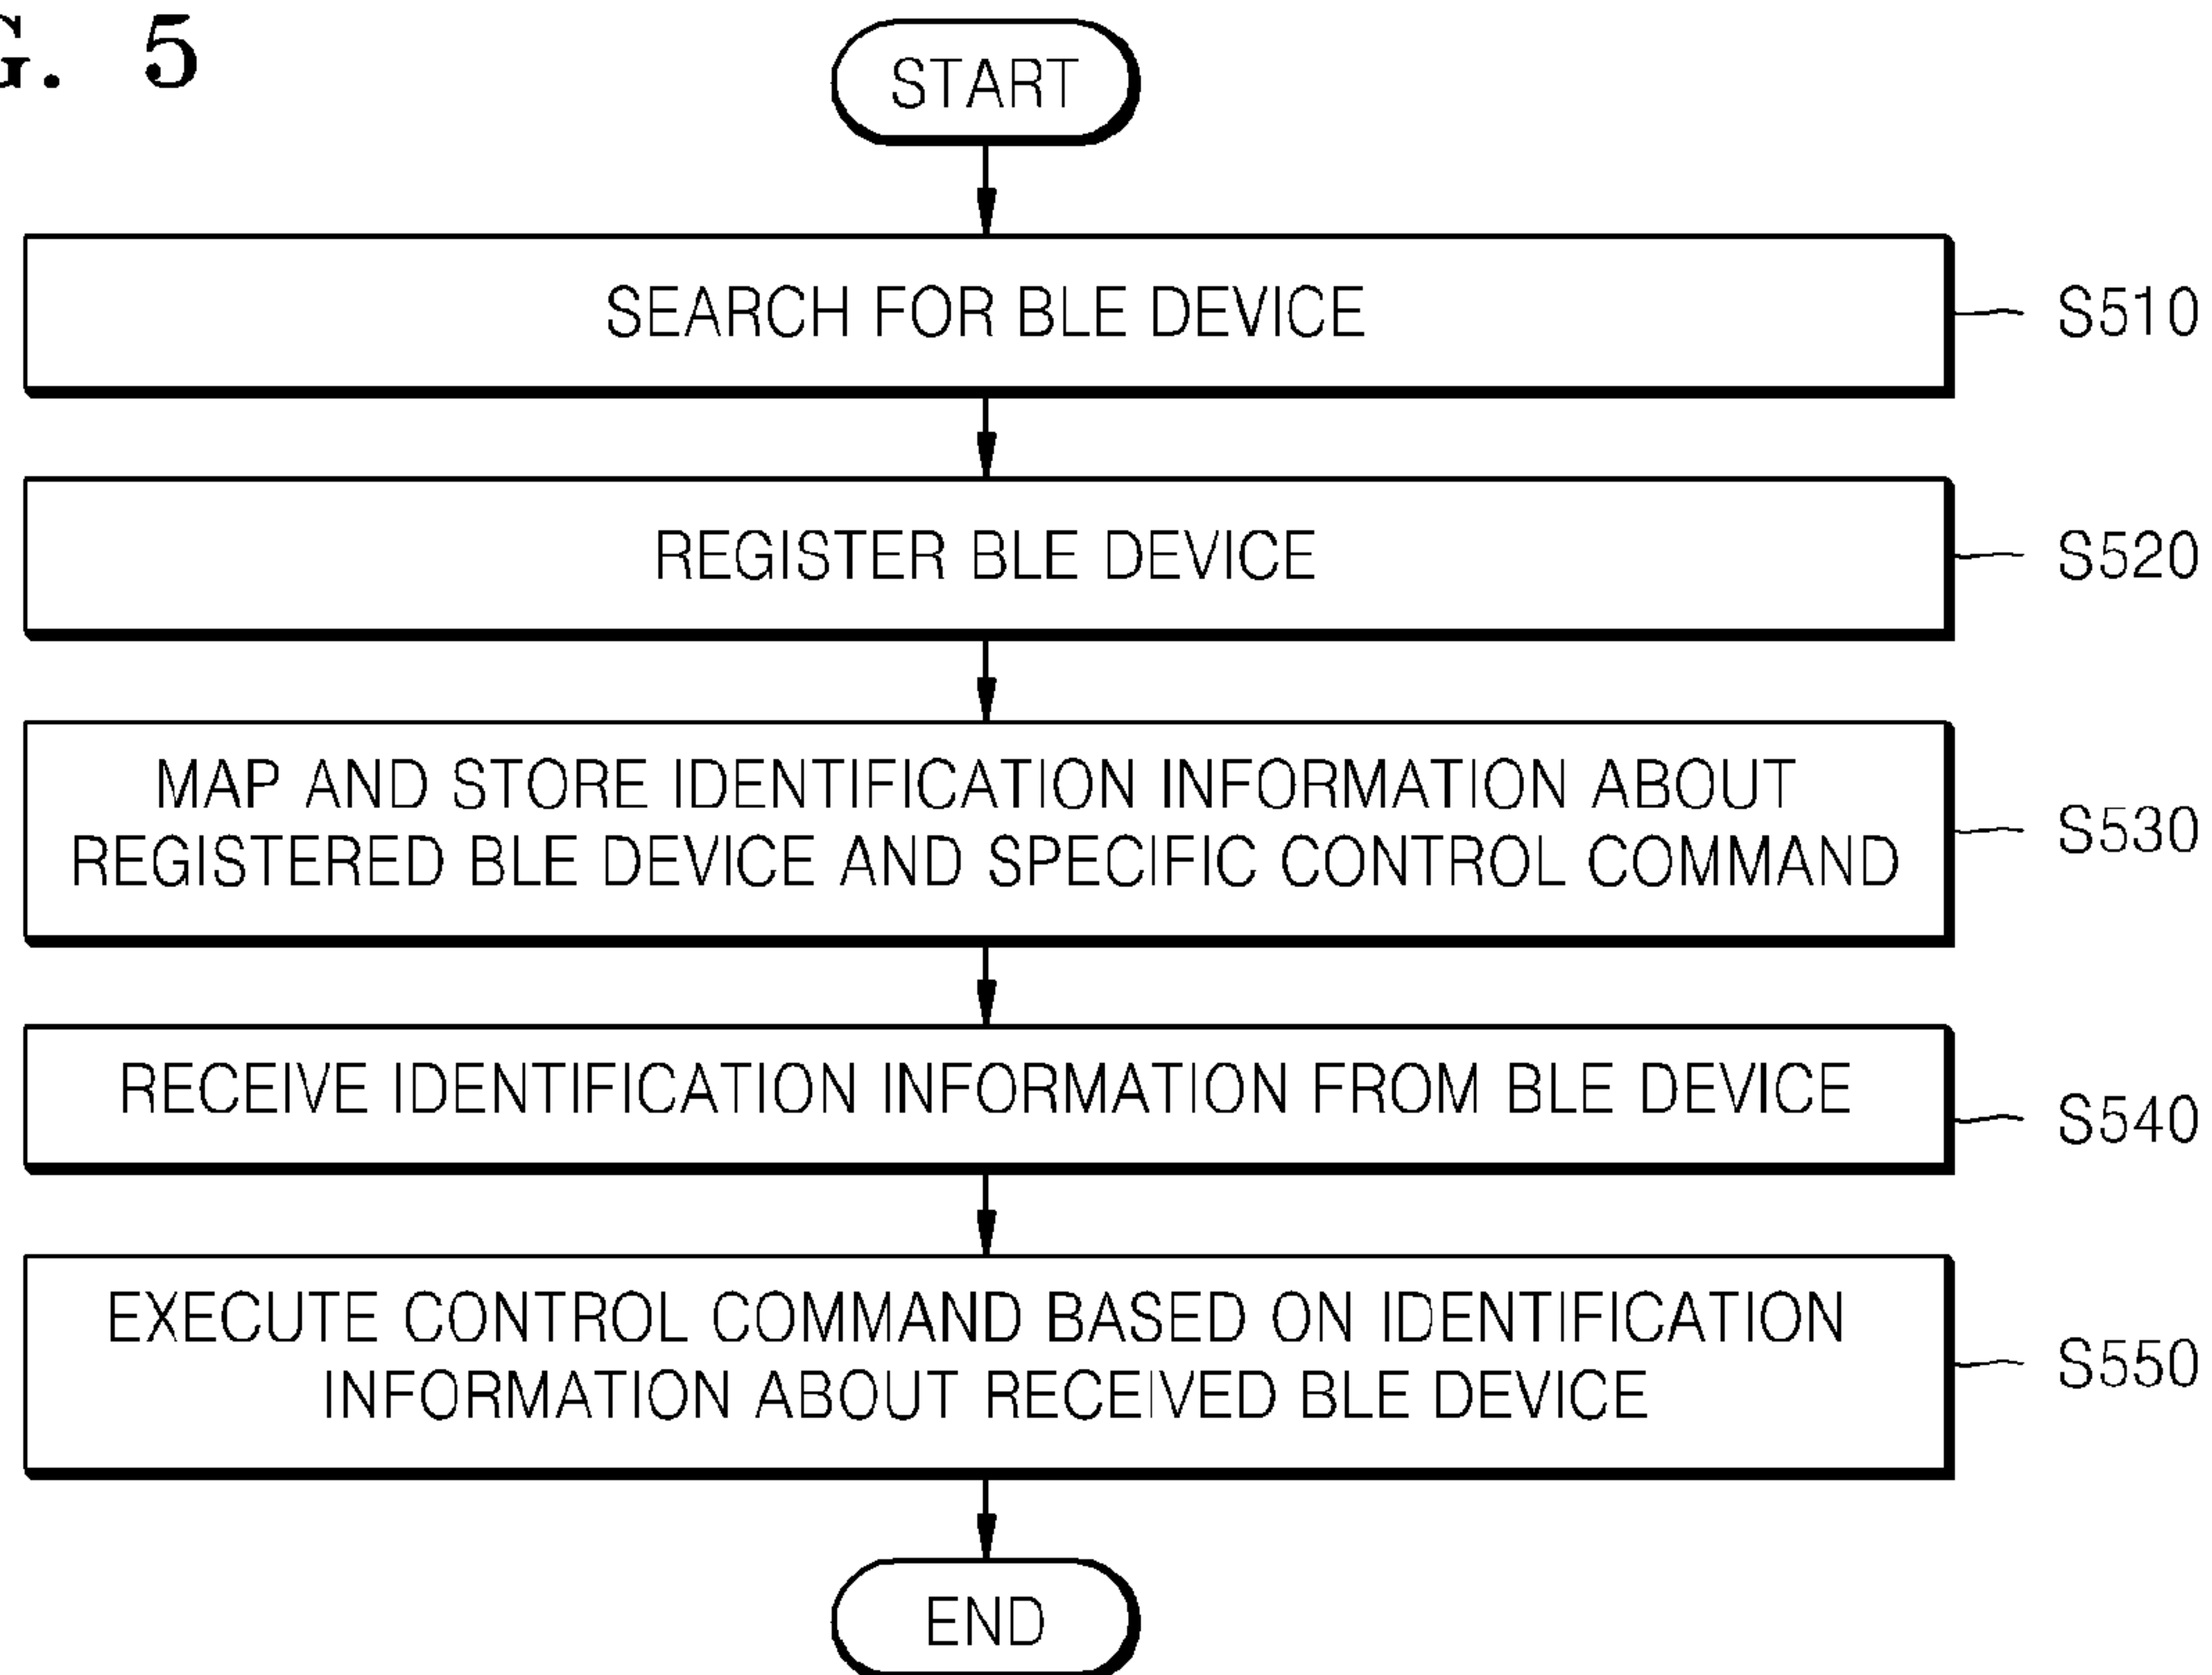 G. 5
START
SEARCH FOR BLE DEVICE
S510
REGISTER BLE DEVICE
S520
MAP AND STORE IDENTIFICATION INFORMATION ABOUT
REGISTERED BLE DEVICE AND SPECIFIC CONTROL COMMAND
S530
RECEIVE IDENTIFICATION INFORMATION FROM BLE DEVICE
S540
EXECUTE CONTROL COMMAND BASED ON IDENTIFICATION
INFORMATION ABOUT RECEIVED BLE DEVICE
S550
END